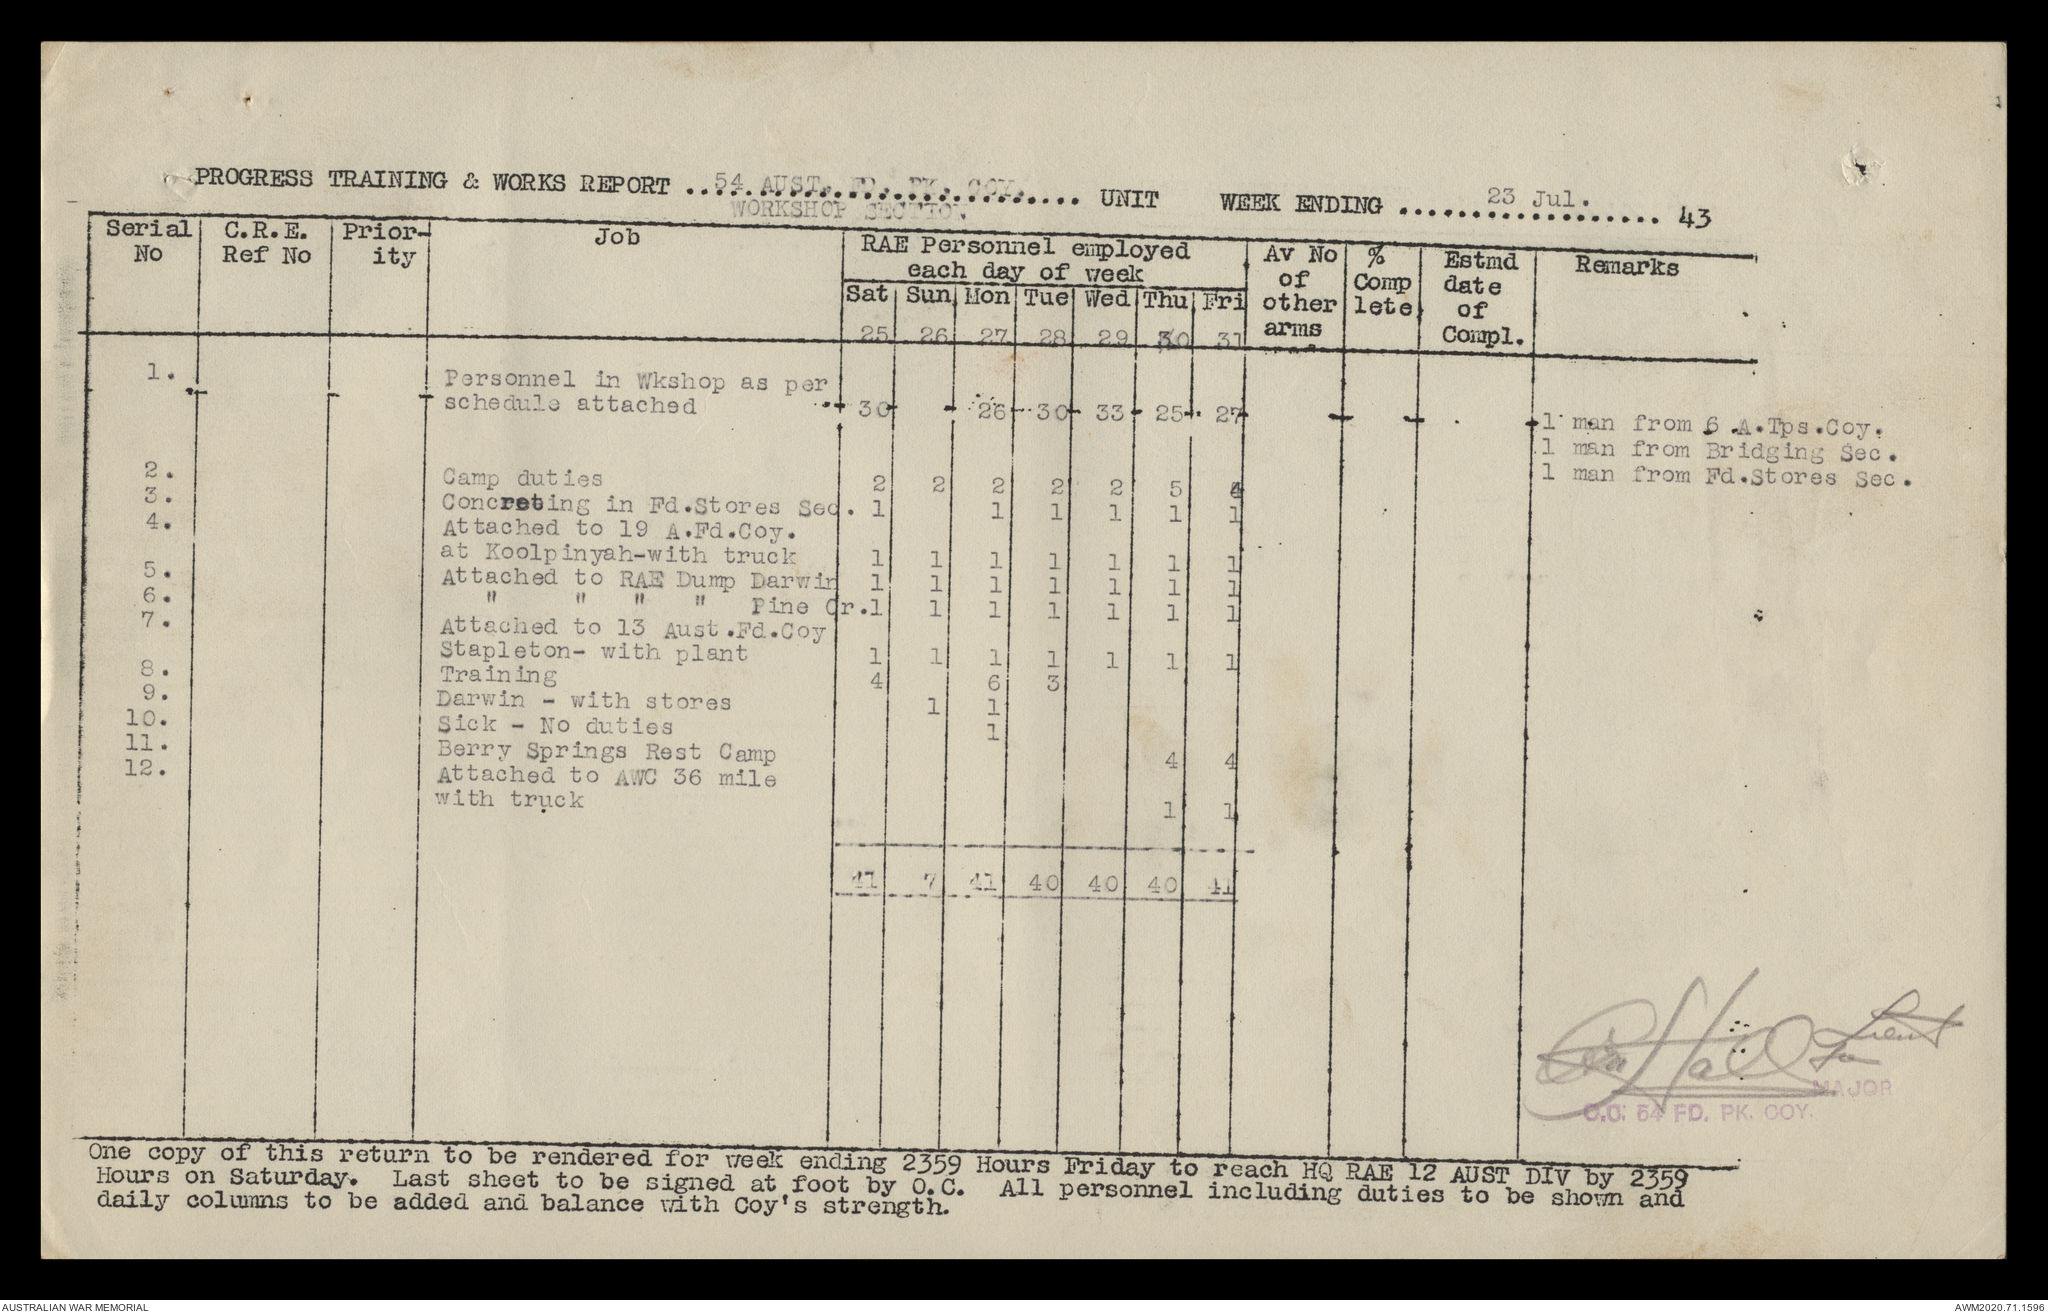 PROGRESS TRAINING & WORKS REPORT ..54 AUST. FD. PK. COY..... UNIT WEEK ENDING ......23 Jul...... 43
WORKSHOP SECTION
Serial No C.R.E. Ref No Prior-ity Job RAE Personnel employed each day of week Av No of other arms % Comp lete Estmd date of Compl. Remarks
Sat Sun Mon Tue Wed Thu Fri
25 26 27 28 29 30 31
1. Personnel in Wkshop as per
schedule attached 30 - 26 30 33 25 27 1 man from 6 A.Tps.Coy.
1 man from Bridging Sec.
1 man from Fd.Stores Sec.
2. Camp duties 2 2 2 2 2 5 4
3. Concreting in Fd.Stores Sec. 1 1 1 1 1 1
4. Attached to 19 A.Fd.Coy.
at Koolpinyah-with truck 1 1 1 1 1 1 1
5. Attached to RAE Dump Darwin 1 1 1 1 1 1 1
6. " " " " Pine Cr. 1 1 1 1 1 1 1
7. Attached to 13 Aust.Fd.Coy
Stapleton- with plant 1 1 1 1 1 1 1
8. Training 4 6 3
9. Darwin - with stores 1 1
10. Sick - No duties 1
11. Berry Springs Rest Camp 4 4
12. Attached to AWC 36 mile
with truck 1 1
41 7 41 40 40 40 41
Hall Lieut
for
MAJOR
O.C. 54 FD. PK. COY.
One copy of this return to be rendered for week ending 2359 Hours Friday to reach HQ RAE 12 AUST DIV by 2359
Hours on Saturday. Last sheet to be signed at foot by O.C. All personnel including duties to be shown and
daily columns to be added and balance with Coy's strength.
AUSTRALIAN WAR MEMORIAL
AWM2020.71.1596